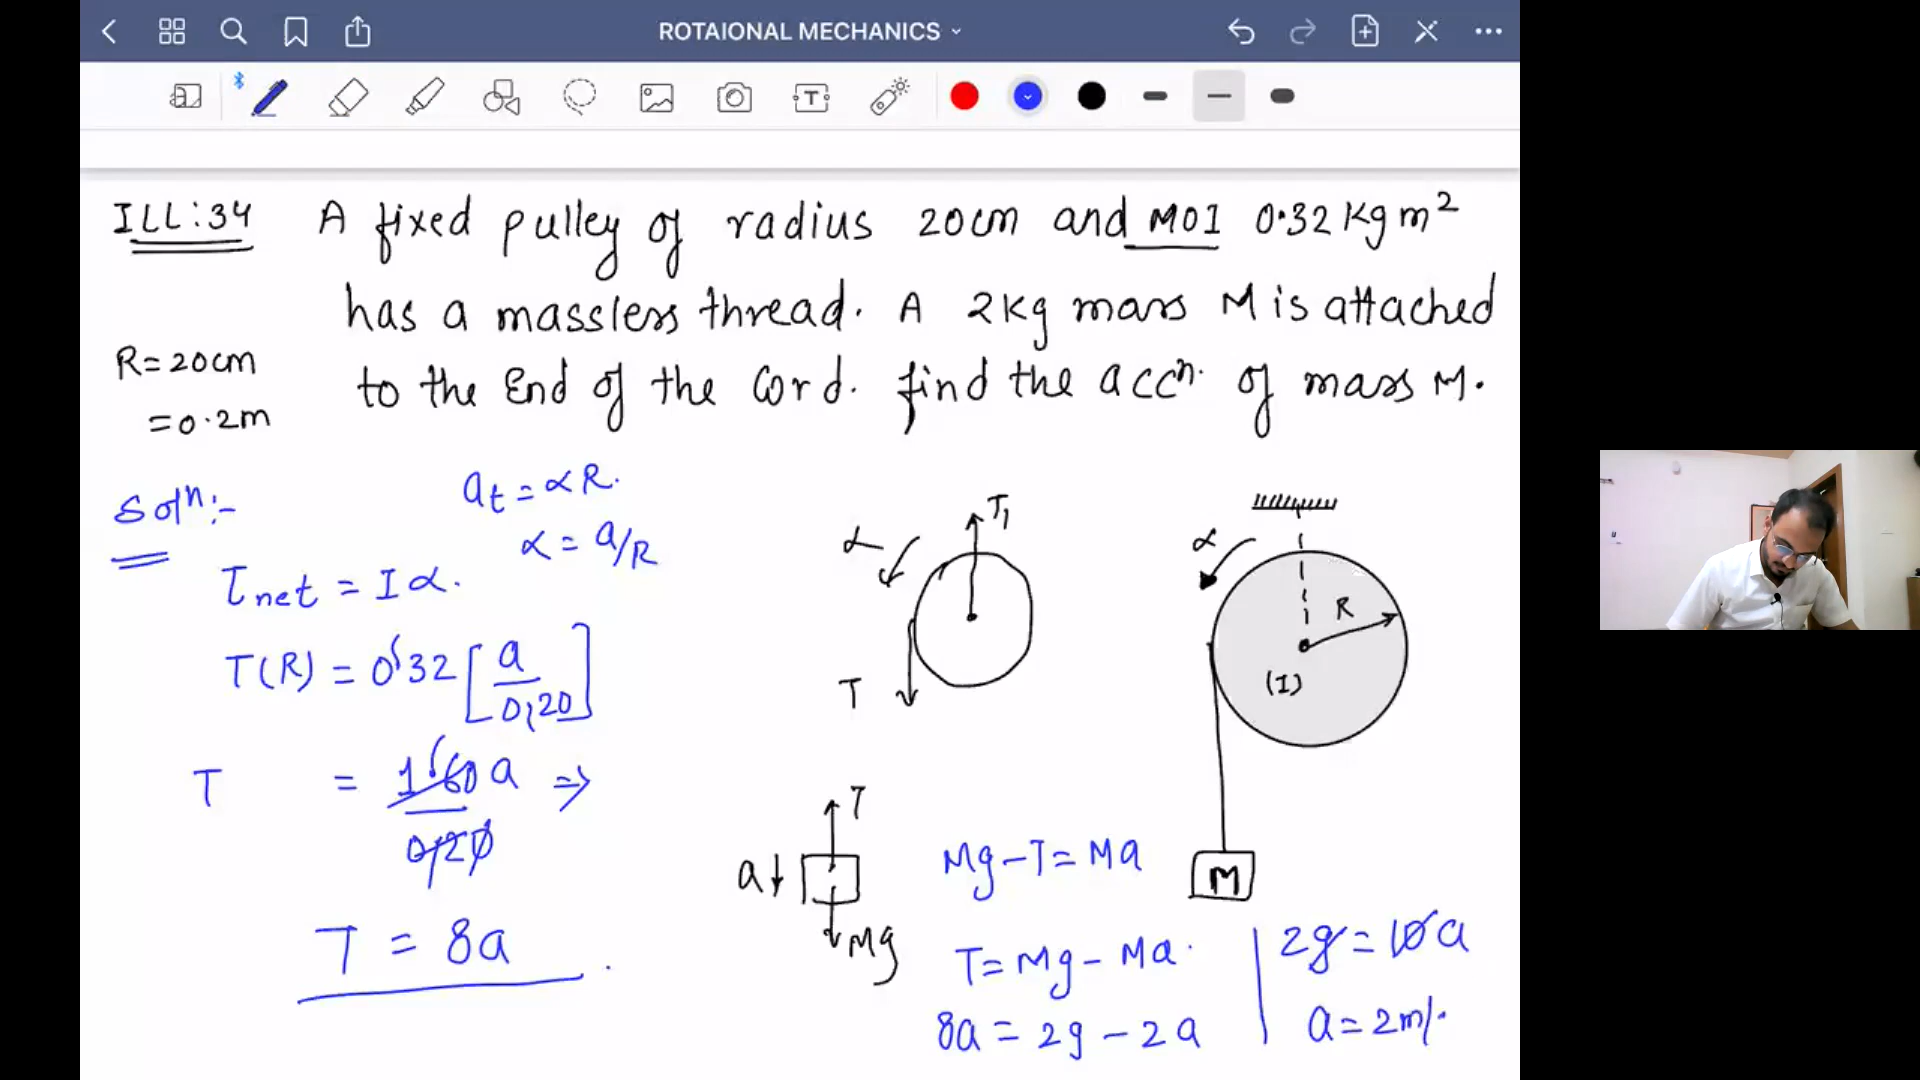 ROTAIONAL MECHANICS
ILL:34 A fixed pulley of radius 20cm and MOI 0.32 Kg m²
has a massless thread. A 2Kg mass M is attached
to the End of the Cord. find the accⁿ. of mass M.
R=20cm
=0.2m
Solⁿ:-
a_t = αR.
α = a/R
τ_net = Iα.
T(R) = 0.32 [a/0.20]
T = 1.60a/0.20 ⇒
T = 8a.
α
T₁
T
α
R
(I)
M
T
a↓
Mg
Mg-T=Ma
T=Mg-Ma.
8a = 2g - 2a
2g = 10a
a = 2m/.